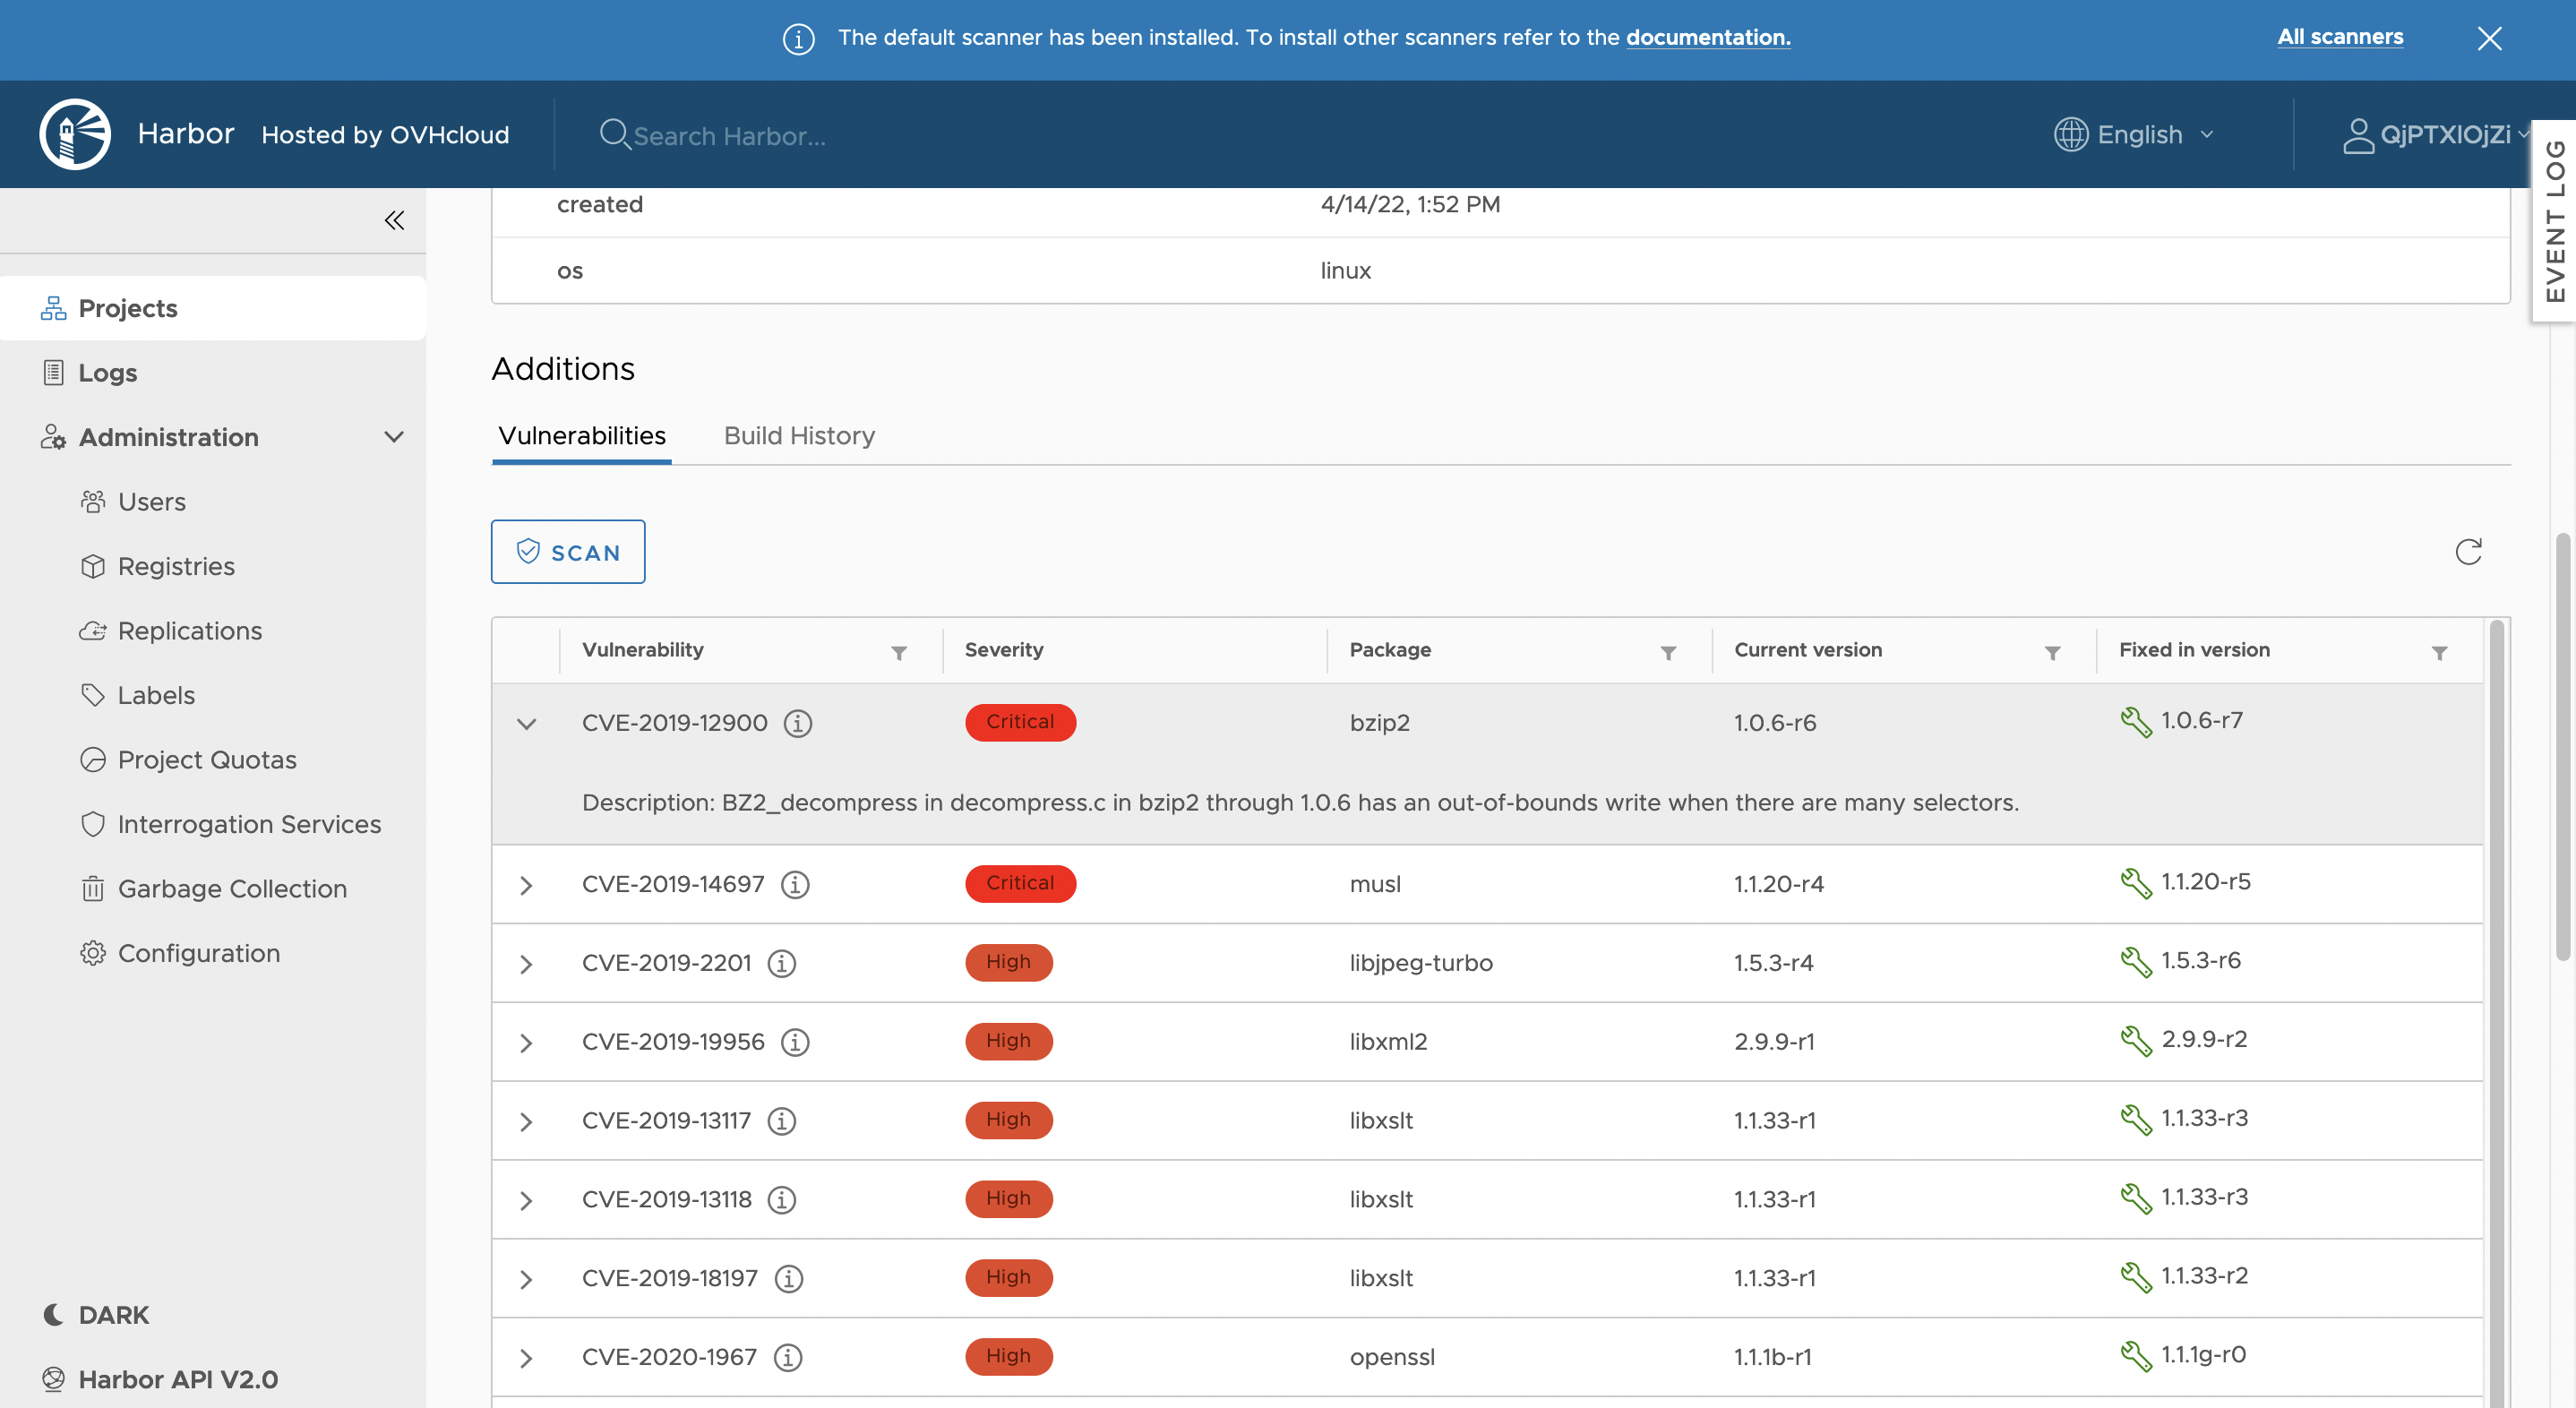 The default scanner has been installed. To install other scanners refer to the documentation.
All scanners
Harbor Hosted by OVHcloud
Search Harbor...
English
QjPTXlOjZi
EVENT LOG
created 4/14/22, 1:52 PM
os linux
Projects
Logs
Administration
Users
Registries
Replications
Labels
Project Quotas
Interrogation Services
Garbage Collection
Configuration
DARK
Harbor API V2.0
Additions
Vulnerabilities Build History
SCAN
Vulnerability Severity Package Current version Fixed in version
CVE-2019-12900 Critical bzip2 1.0.6-r6 1.0.6-r7
Description: BZ2_decompress in decompress.c in bzip2 through 1.0.6 has an out-of-bounds write when there are many selectors.
CVE-2019-14697 Critical musl 1.1.20-r4 1.1.20-r5
CVE-2019-2201 High libjpeg-turbo 1.5.3-r4 1.5.3-r6
CVE-2019-19956 High libxml2 2.9.9-r1 2.9.9-r2
CVE-2019-13117 High libxslt 1.1.33-r1 1.1.33-r3
CVE-2019-13118 High libxslt 1.1.33-r1 1.1.33-r3
CVE-2019-18197 High libxslt 1.1.33-r1 1.1.33-r2
CVE-2020-1967 High openssl 1.1.1b-r1 1.1.1g-r0